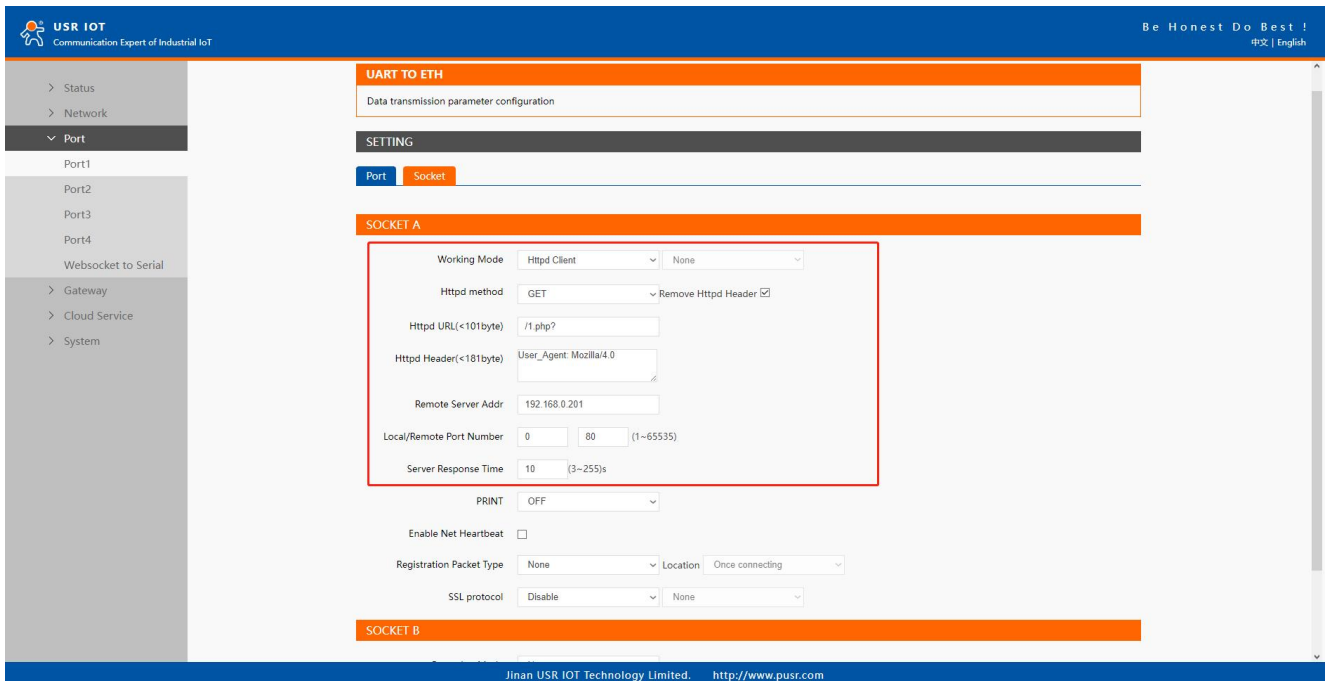 USR IOT
Communication Expert of Industrial IoT
Be Honest Do Best !
中文 | English
Status
Network
Port
Port1
Port2
Port3
Port4
Websocket to Serial
Gateway
Cloud Service
System
UART TO ETH
Data transmission parameter configuration
SETTING
Port Socket
SOCKET A
Working Mode Httpd Client None
Httpd method GET Remove Httpd Header
Httpd URL(<101byte) /1.php?
Httpd Header(<181byte) User_Agent: Mozilla/4.0
Remote Server Addr 192.168.0.201
Local/Remote Port Number 0 80 (1~65535)
Server Response Time 10 (3~255)s
PRINT OFF
Enable Net Heartbeat
Registration Packet Type None Location Once connecting
SSL protocol Disable None
SOCKET B
Jinan USR IOT Technology Limited. http://www.pusr.com